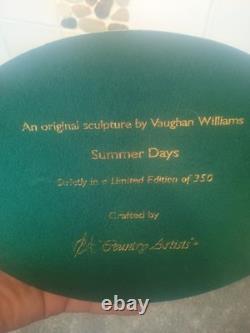 An original sculpture by Vaughan Williams
Summer Days
Strictly in a Limited Edition of 350
Crafted by
Country Artists